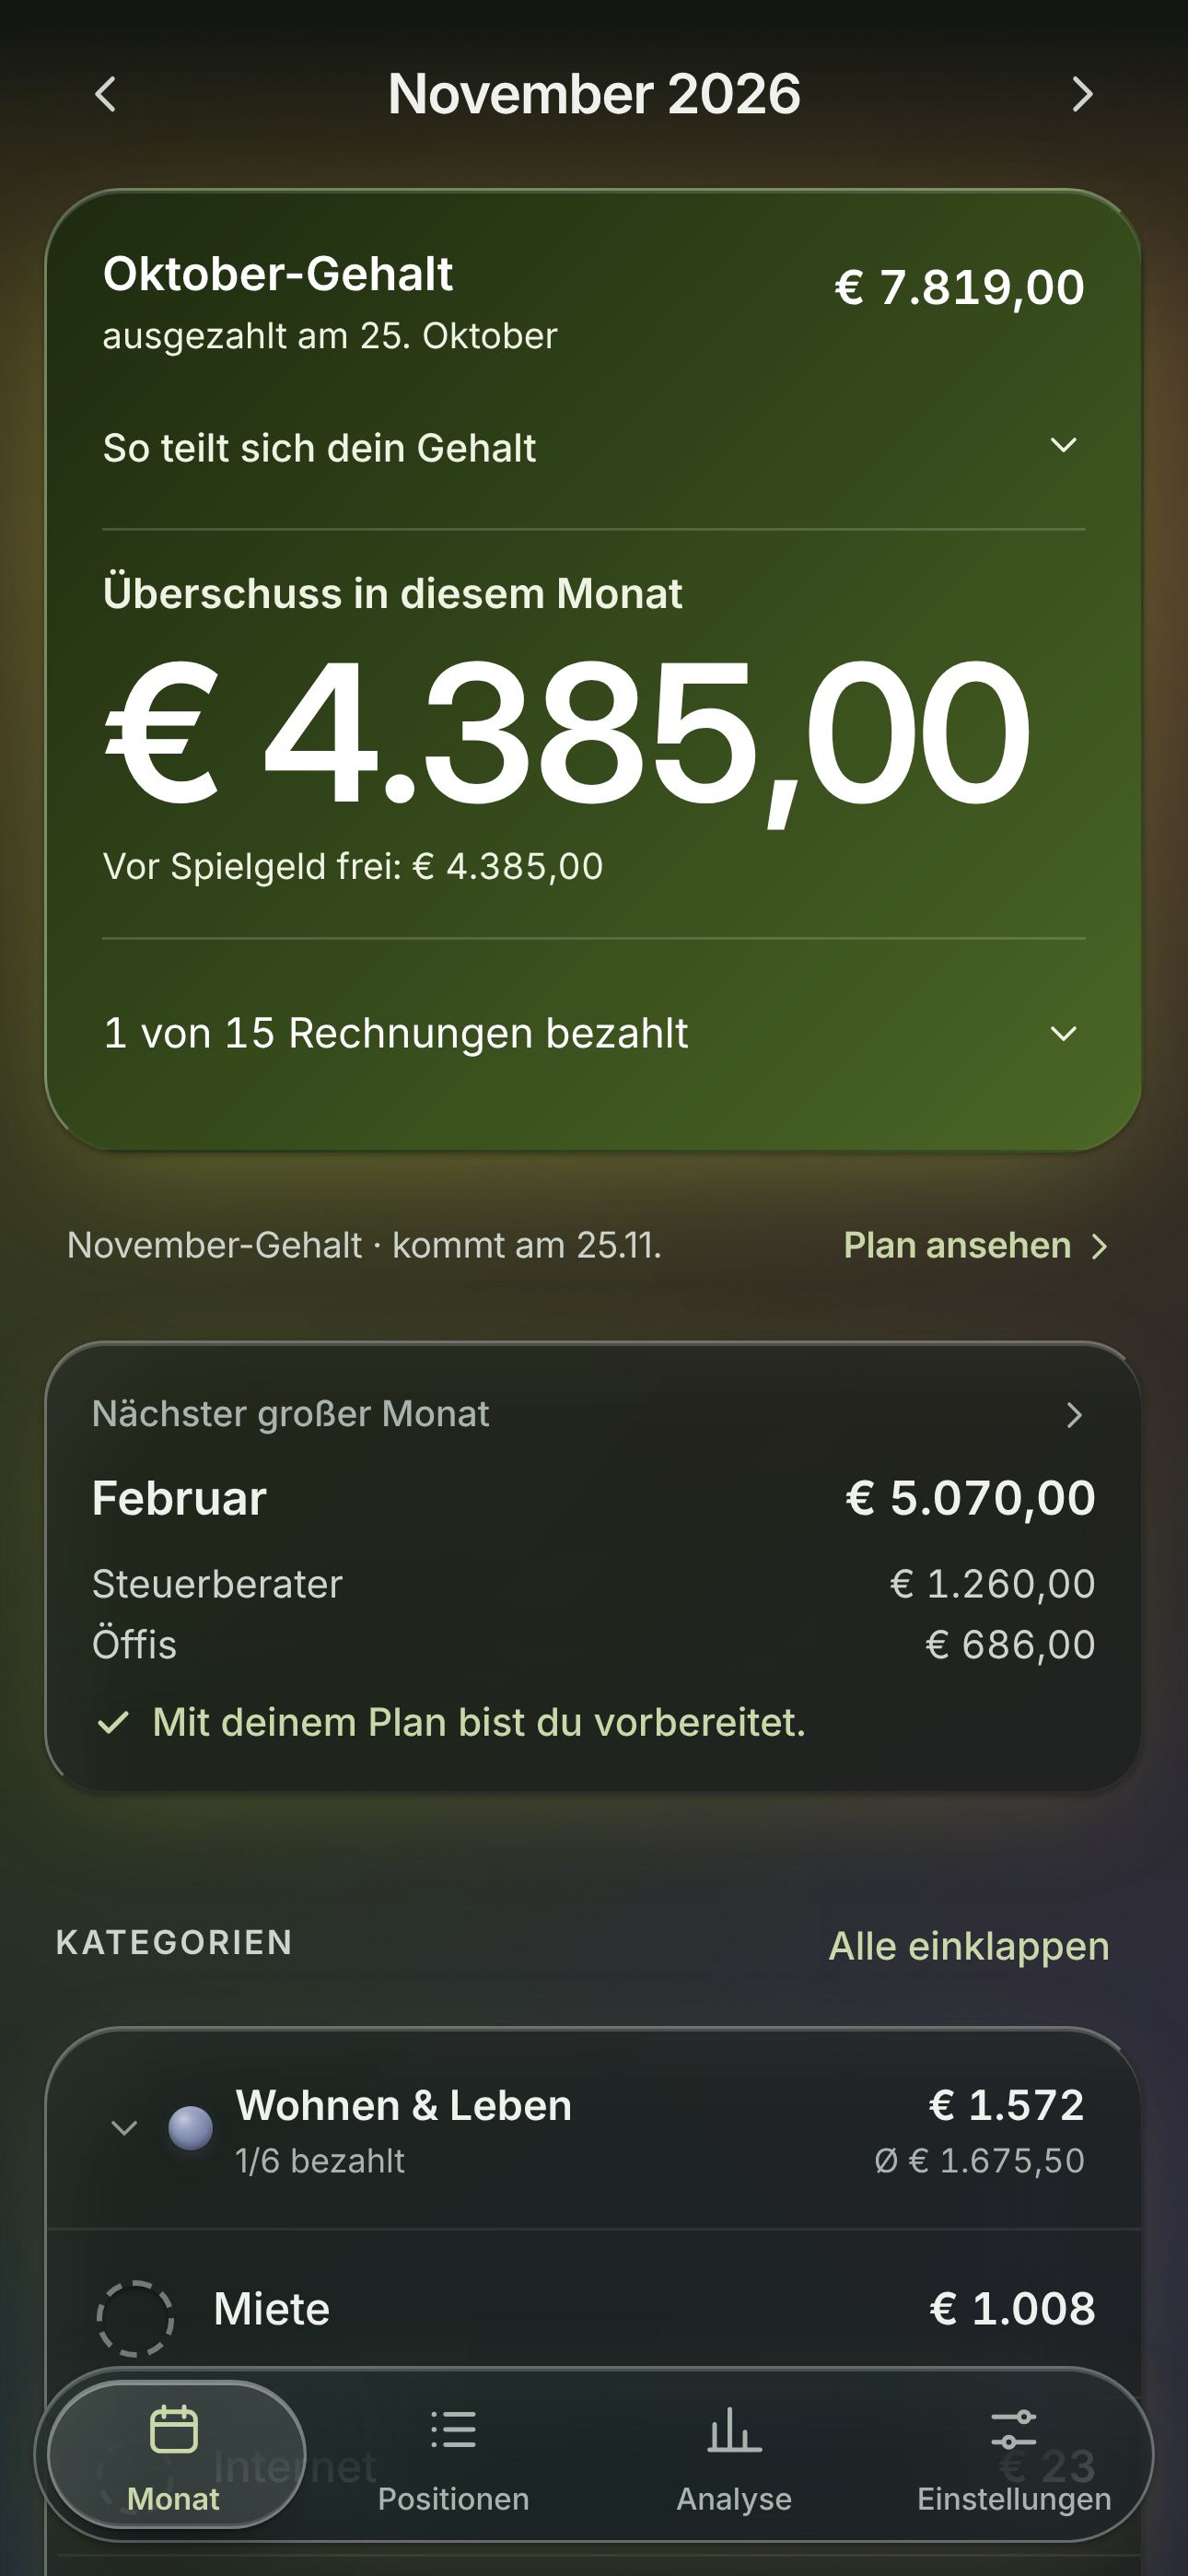 November 2026
Oktober-Gehalt
€ 7.819,00
ausgezahlt am 25. Oktober
So teilt sich dein Gehalt
Überschuss in diesem Monat
€ 4.385,00
Vor Spielgeld frei: € 4.385,00
1 von 15 Rechnungen bezahlt
November-Gehalt · kommt am 25.11.
Plan ansehen
Nächster großer Monat
Februar
€ 5.070,00
Steuerberater
€ 1.260,00
Öffis
€ 686,00
Mit deinem Plan bist du vorbereitet.
KATEGORIEN
Alle einklappen
Wohnen & Leben
€ 1.572
1/6 bezahlt
Ø € 1.675,50
Miete
€ 1.008
Internet
€ 23
Monat
Positionen
Analyse
Einstellungen